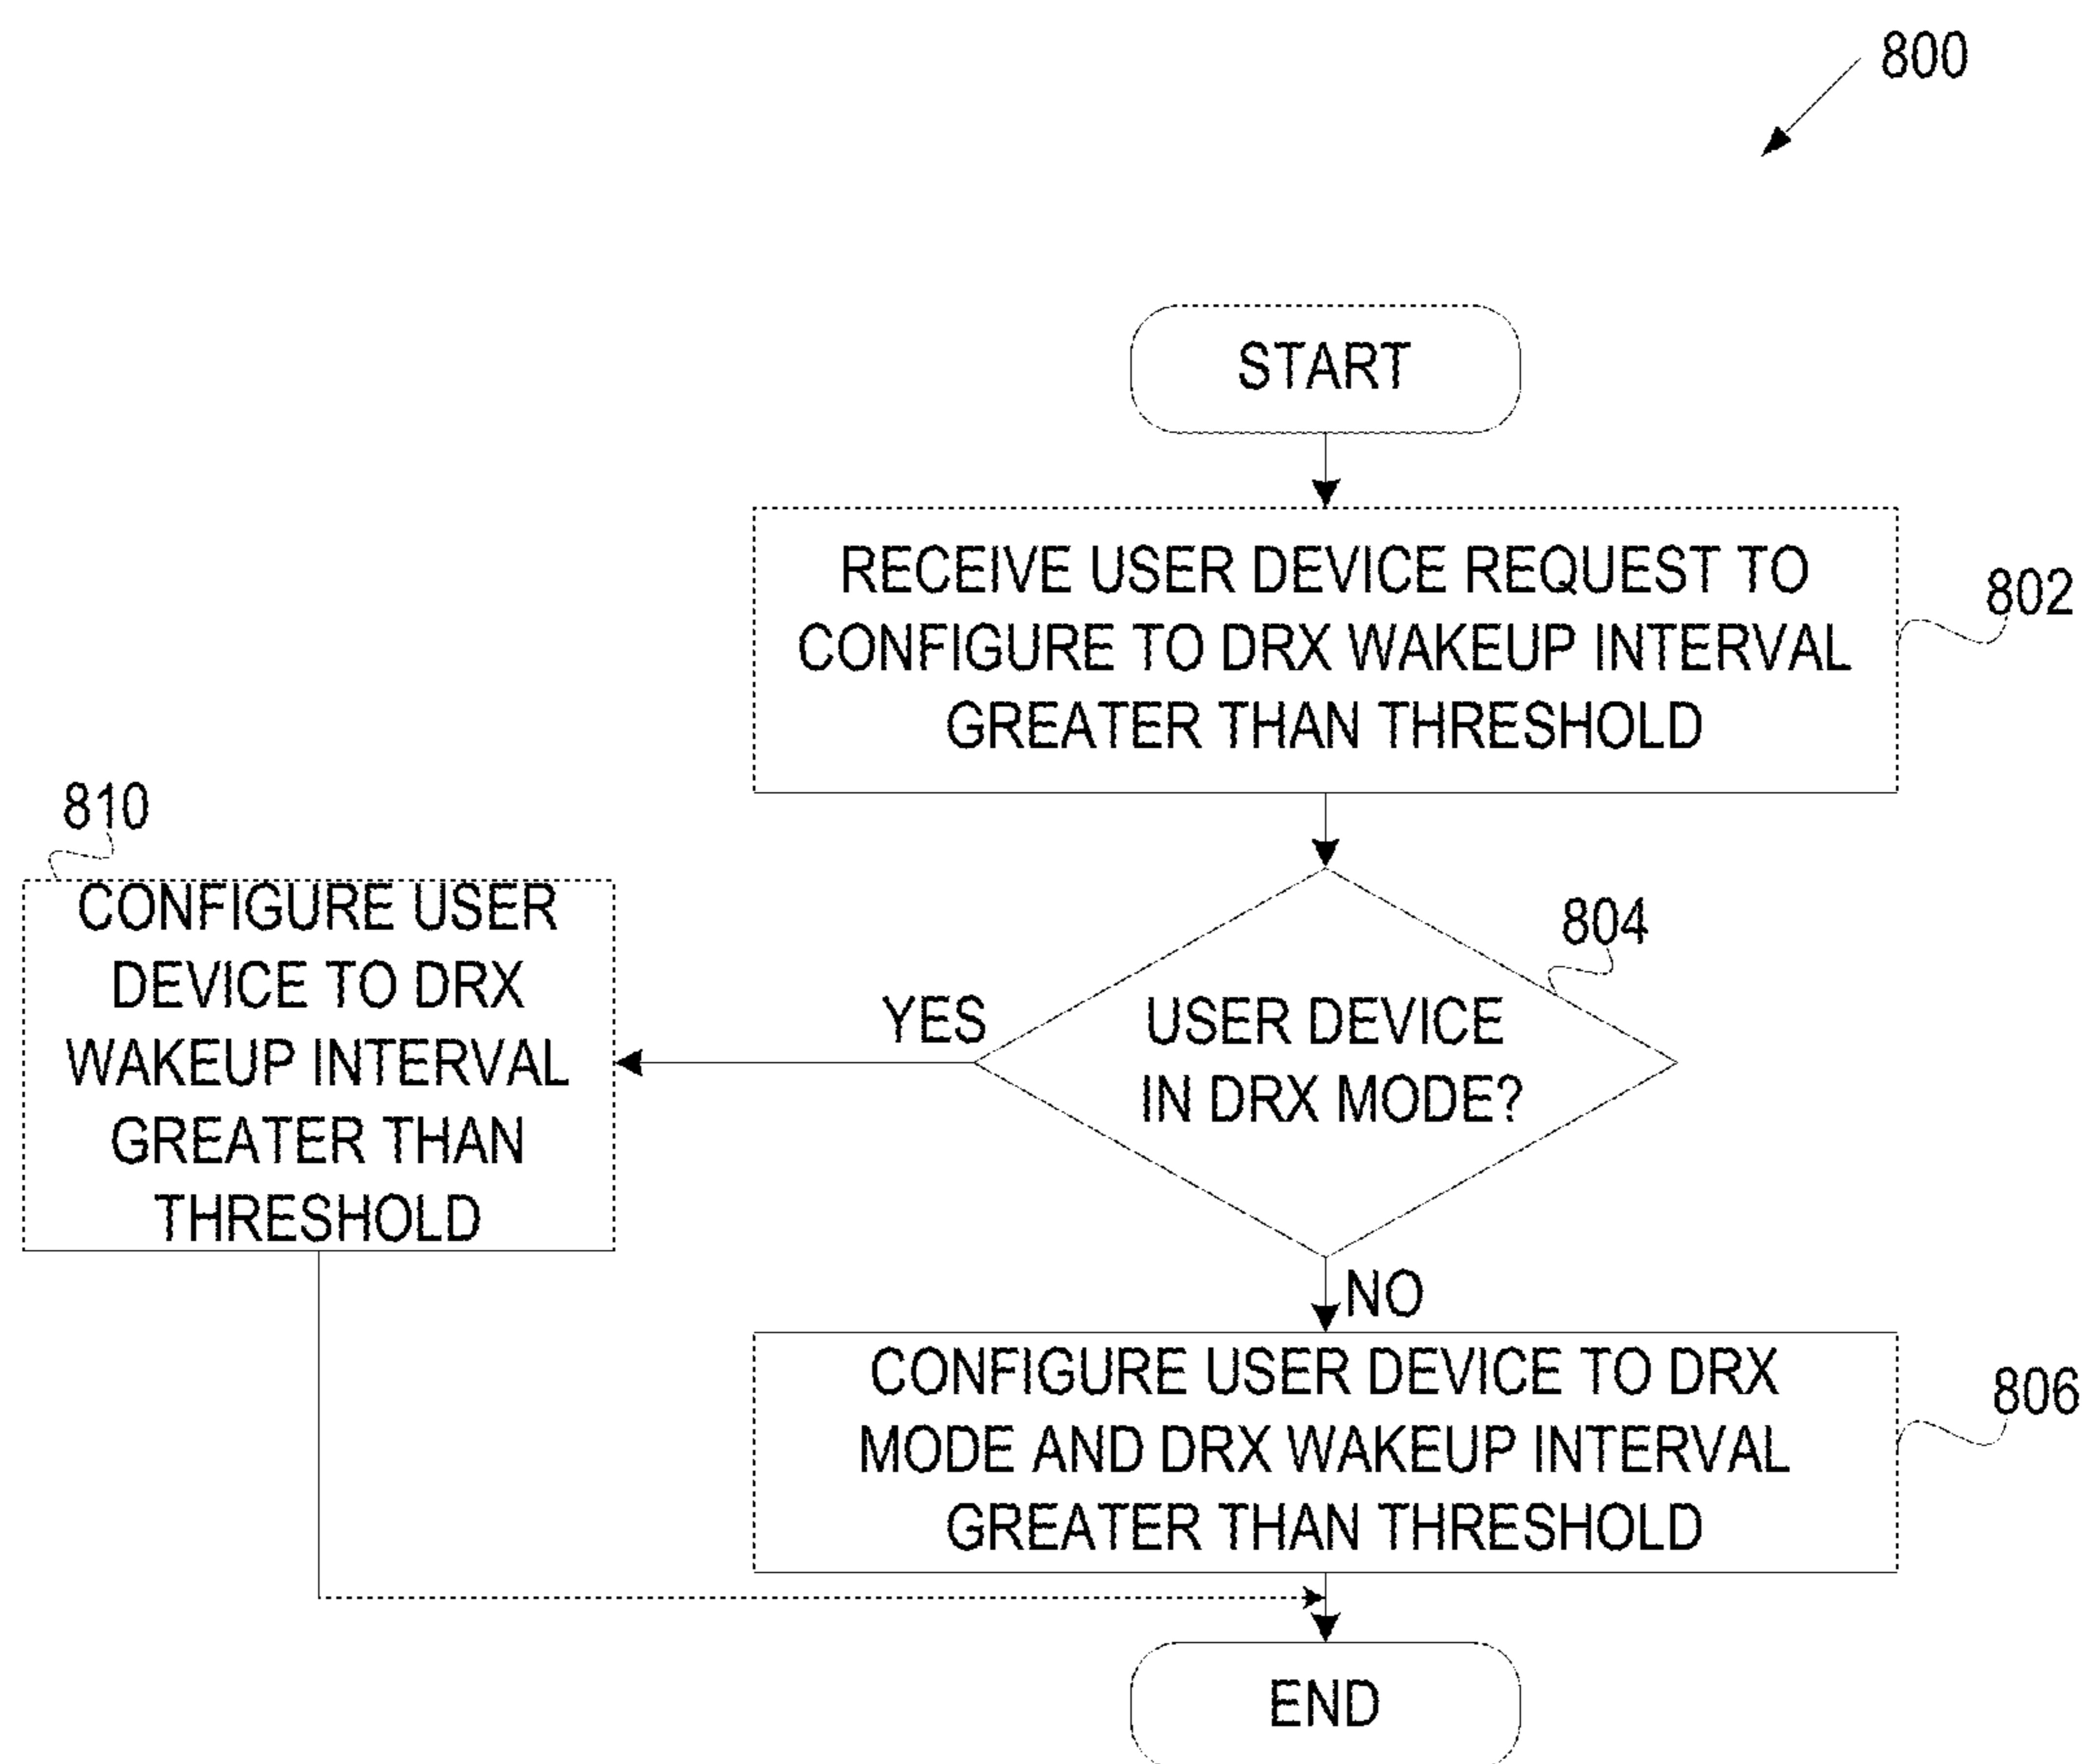 800
START
RECEIVE USER DEVICE REQUEST TO
CONFIGURE TO DRX WAKEUP INTERVAL
GREATER THAN THRESHOLD
802
804
USER DEVICE
IN DRX MODE?
YES
810
CONFIGURE USER
DEVICE TO DRX
WAKEUP INTERVAL
GREATER THAN
THRESHOLD
NO
CONFIGURE USER DEVICE TO DRX
MODE AND DRX WAKEUP INTERVAL
GREATER THAN THRESHOLD
806
END